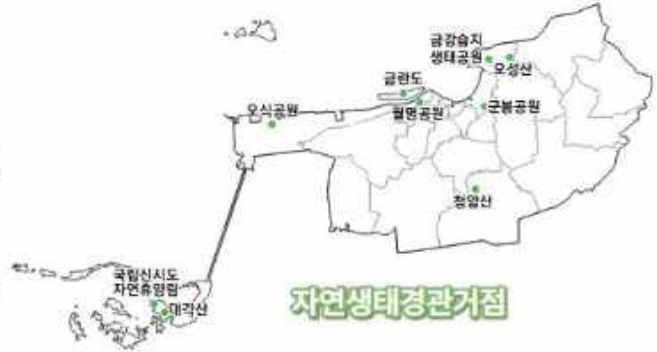 금강습지
생태공원
오성산
금란도
월명공원
군봉공원
오식공원
청암산
국립신시도
자연휴양림
대각산
자연생태경관거점